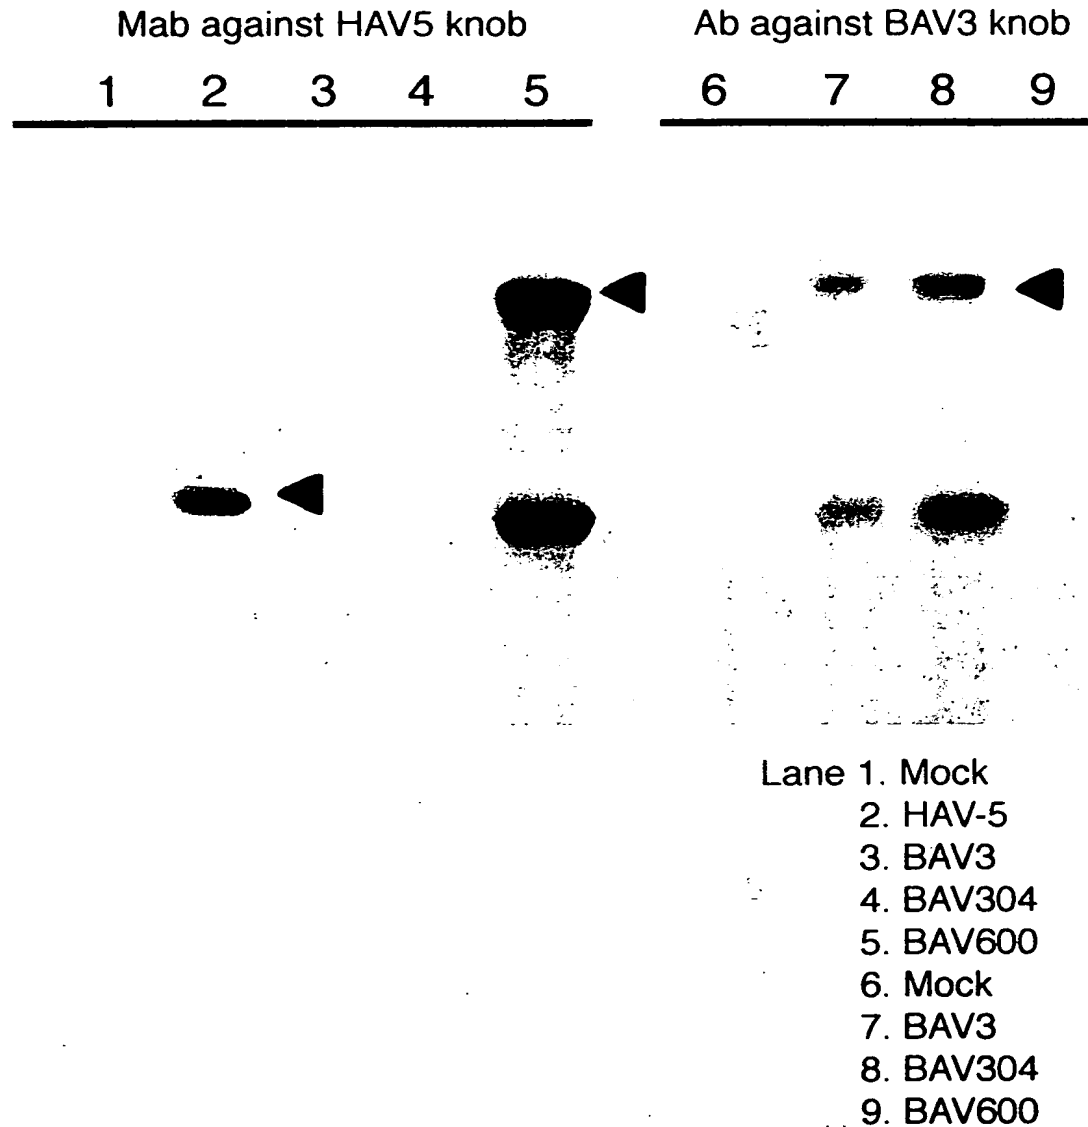 Mab against HAV5 knob Ab against BAV3 knob
1 2 3 4 5 6 7 8 9
Lane 1. Mock
2. HAV-5
3. BAV3
4. BAV304
5. BAV600
6. Mock
7. BAV3
8. BAV304
9. BAV600